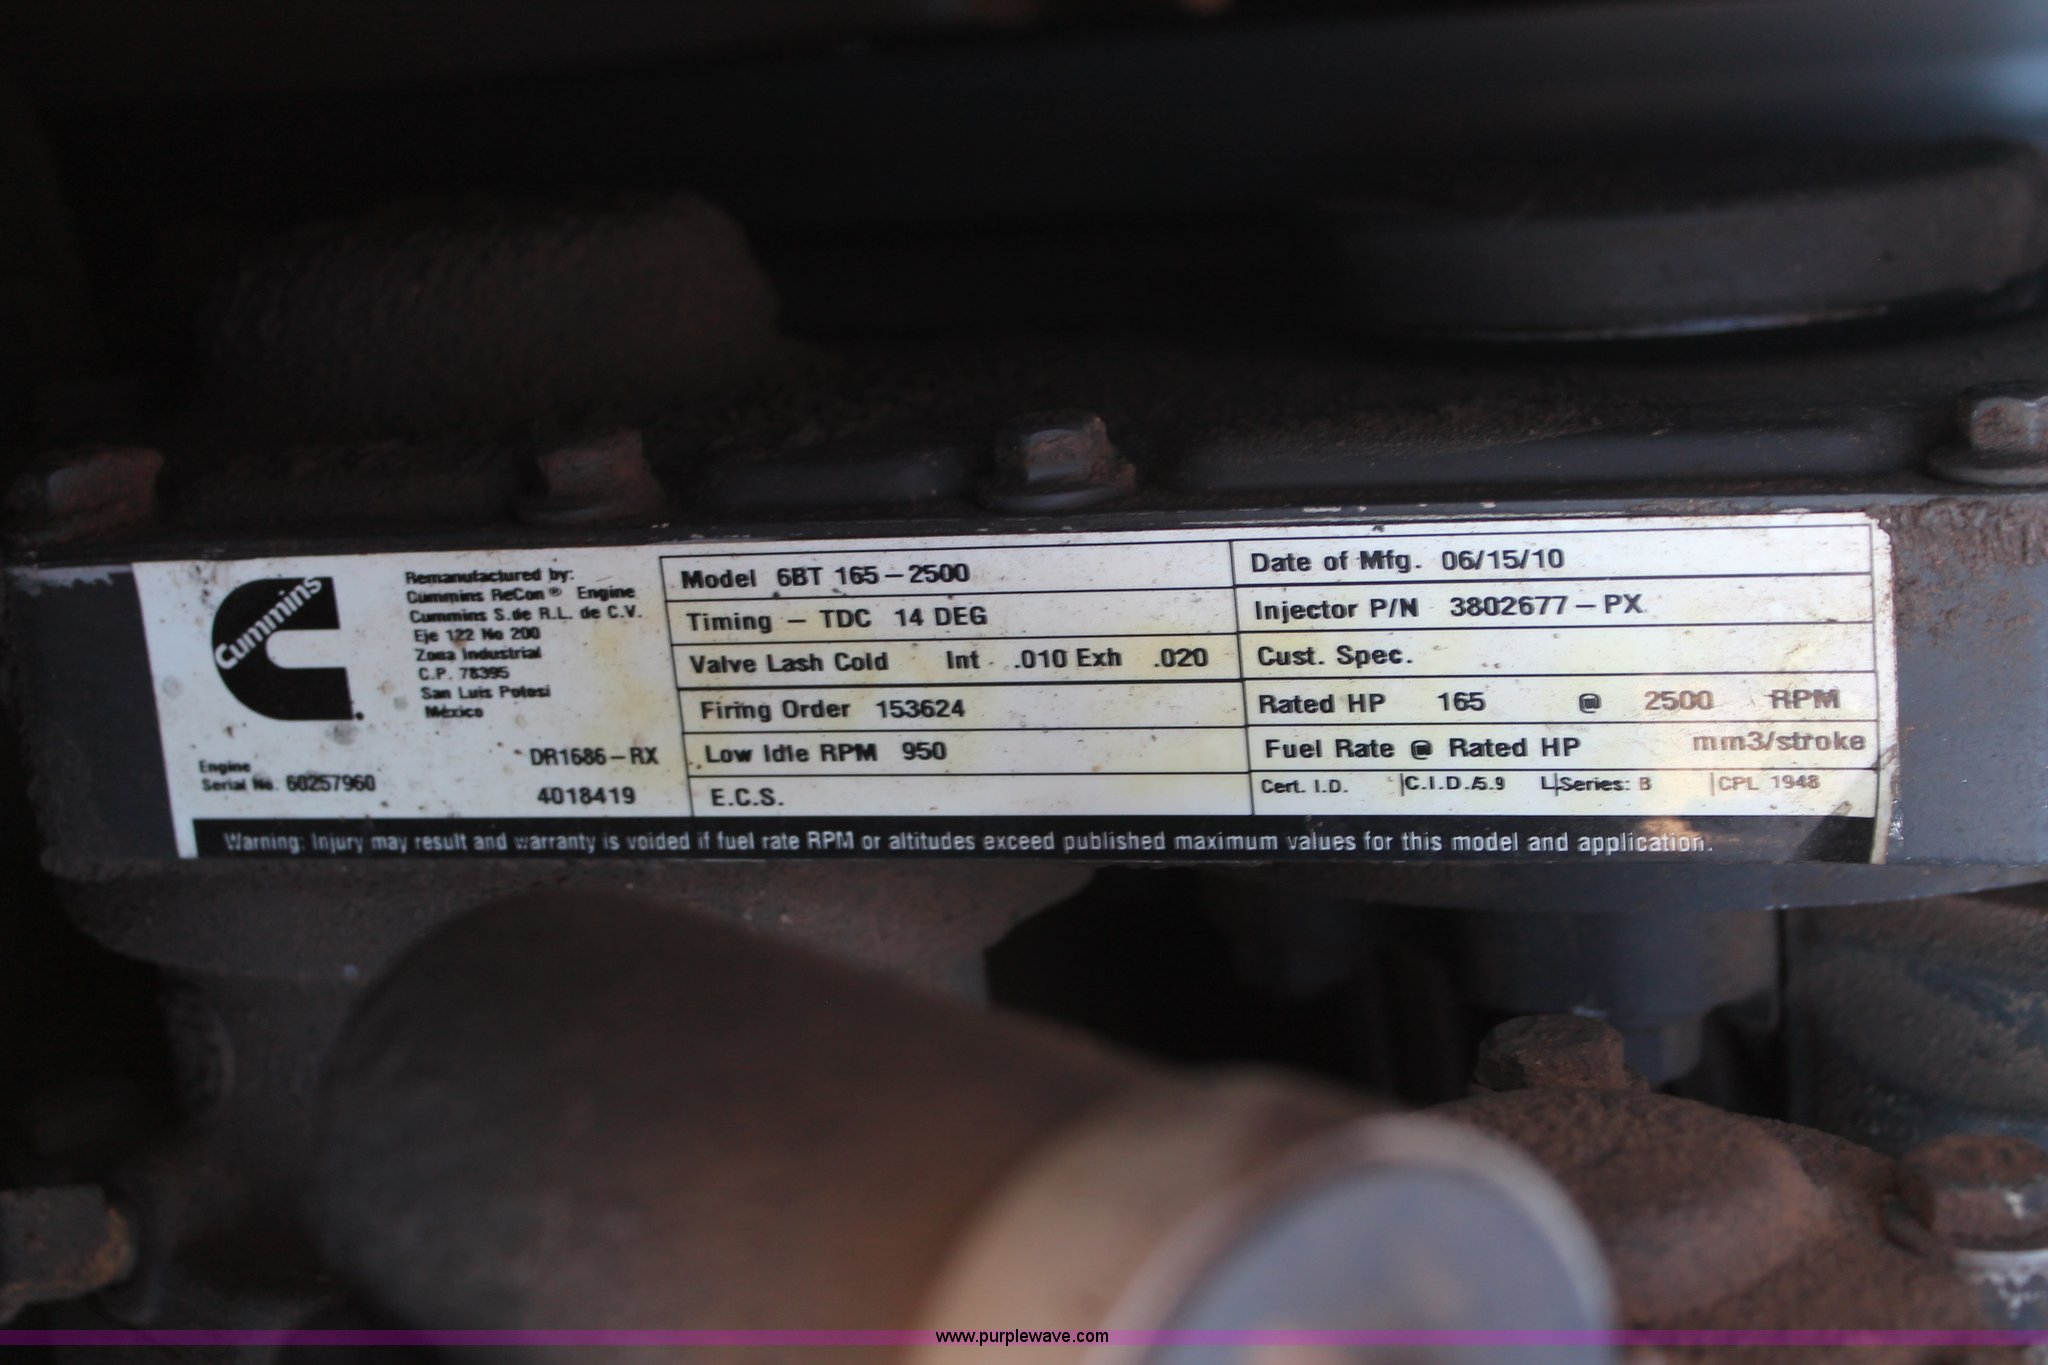 Cummins
Remanufactured by:
Cummins ReCon® Engine
Cummins S.de R.L. de C.V.
Eje 122 No 200
Zona Industrial
C.P. 78395
San Luis Potosi
México
DR1686-RX
Engine
Serial No. 60257960
4018419
Model 6BT 165-2500
Timing - TDC 14 DEG
Valve Lash Cold Int .010 Exh .020
Firing Order 153624
Low Idle RPM 950
E.C.S.
Date of Mfg. 06/15/10
Injector P/N 3802677-PX
Cust. Spec.
Rated HP 165 @ 2500 RPM
Fuel Rate @ Rated HP mm3/stroke
Cert. I.D. C.I.D./5.9 L Series: B CPL 1948
Warning: Injury may result and warranty is voided if fuel rate RPM or altitudes exceed published maximum values for this model and application.
www.purplewave.com